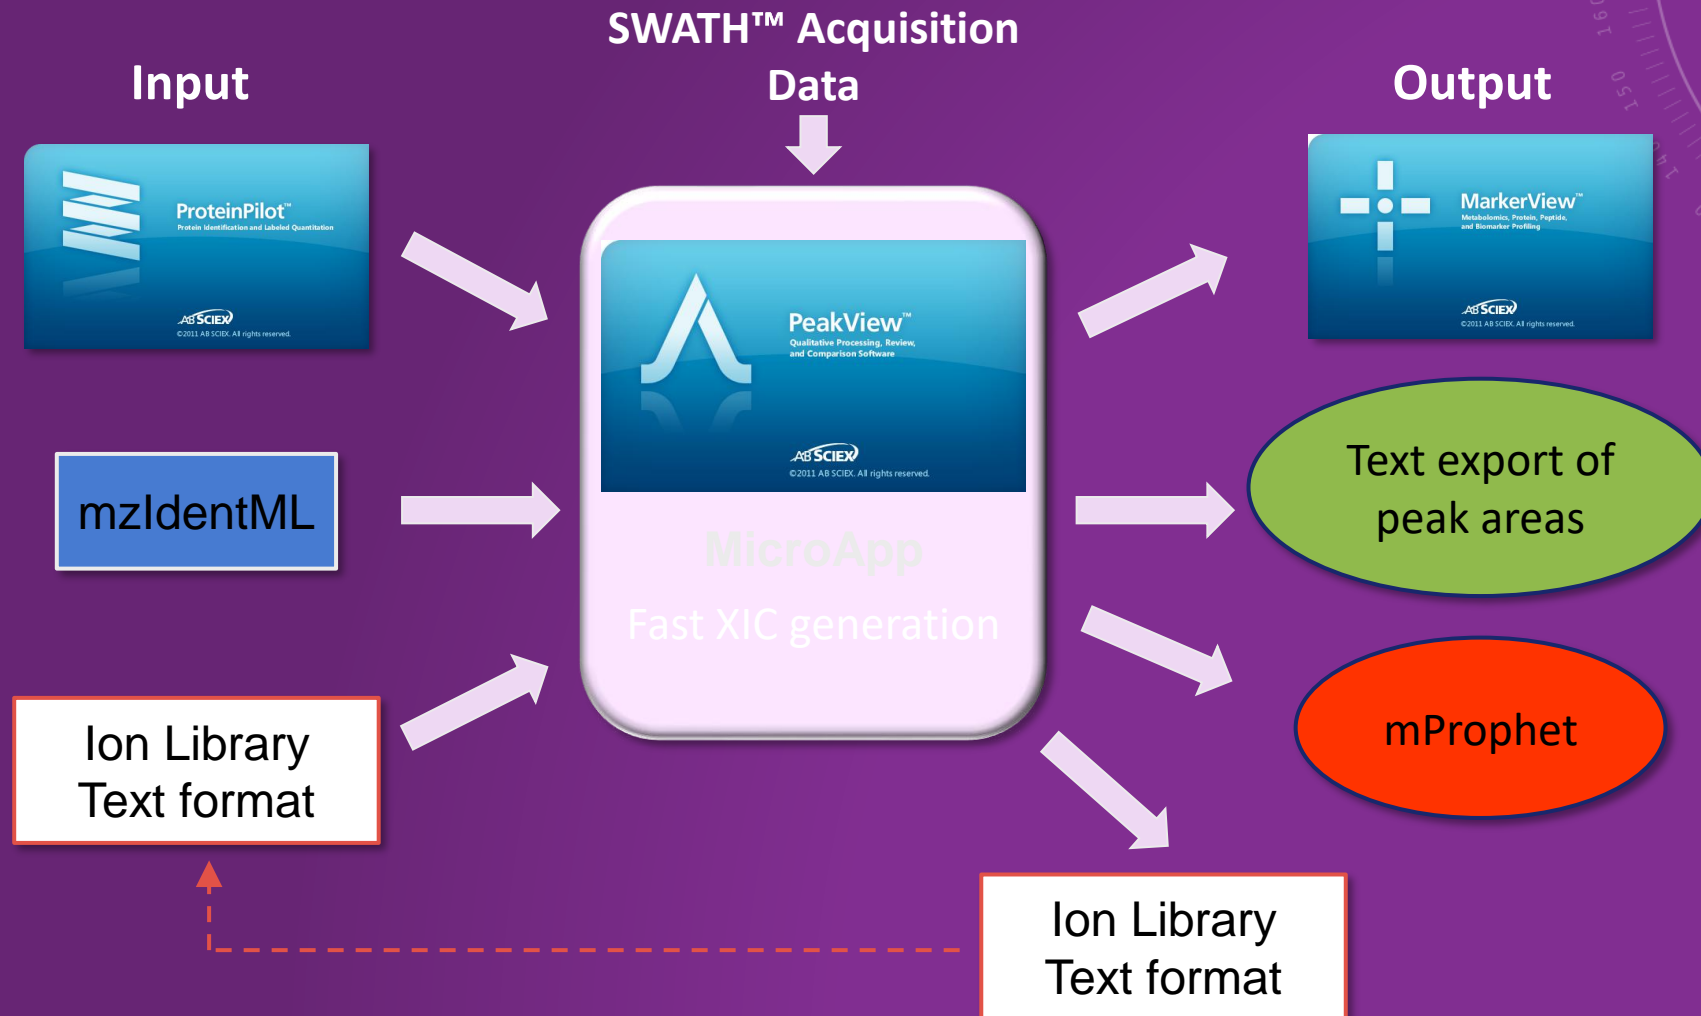 SWATH™ Acquisition
Data
Input
Output
ProteinPilot™
Protein Identification and Labeled Quantitation
AB SCIEX
©2011 AB SCIEX. All rights reserved.
PeakView™
Qualitative Processing, Review,
and Comparison Software
AB SCIEX
©2011 AB SCIEX. All rights reserved.
MarkerView™
Metabolomics, Protein, Peptide,
and Biomarker Profiling
AB SCIEX
©2011 AB SCIEX. All rights reserved.
mzIdentML
MicroApp
Fast XIC generation
Text export of
peak areas
Ion Library
Text format
mProphet
Ion Library
Text format
160
150
140